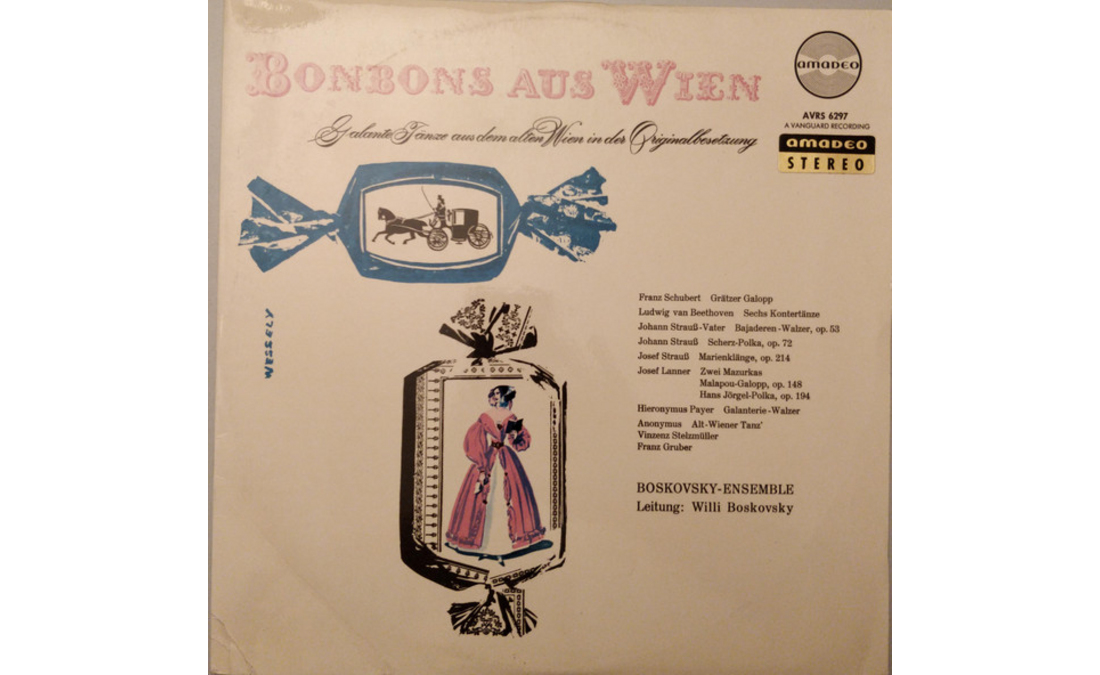 BONBONS AUS WIEN
Galante Tänze aus dem alten Wien in der Originalbesetzung
amadeo
AVRS 6297
A VANGUARD RECORDING
amadeo
STEREO
WESSELY
Franz Schubert Grätzer Galopp
Ludwig van Beethoven Sechs Kontertänze
Johann Strauß-Vater Bajaderen-Walzer, op. 53
Johann Strauß Scherz-Polka, op. 72
Josef Strauß Marienklänge, op. 214
Josef Lanner Zwei Mazurkas
Malapou-Galopp, op. 148
Hans Jörgel-Polka, op. 194
Hieronymus Payer Galanterie-Walzer
Anonymus Alt-Wiener Tanz'
Vinzenz Stelzmüller
Franz Gruber
BOSKOVSKY-ENSEMBLE
Leitung: Willi Boskovsky